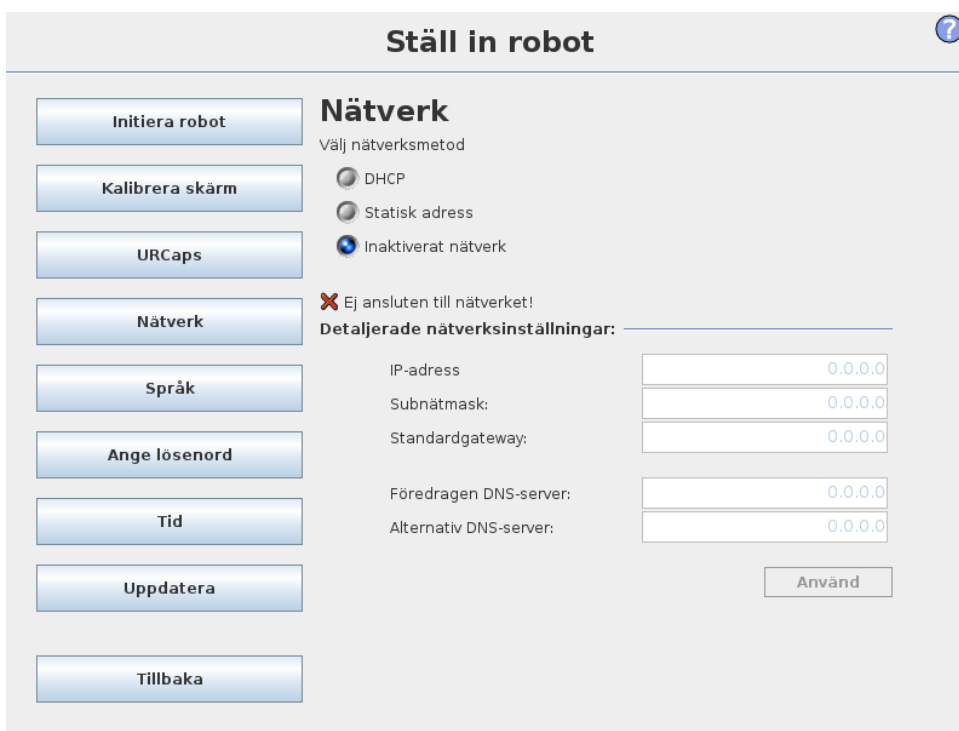 Ställ in robot
?
Initiera robot
Kalibrera skärm
URCaps
Nätverk
Språk
Ange lösenord
Tid
Uppdatera
Tillbaka
Nätverk
Välj nätverksmetod
DHCP
Statisk adress
Inaktiverat nätverk
Ej ansluten till nätverket!
Detaljerade nätverksinställningar:
IP-adress 0.0.0.0
Subnätmask: 0.0.0.0
Standardgateway: 0.0.0.0
Föredragen DNS-server: 0.0.0.0
Alternativ DNS-server: 0.0.0.0
Använd